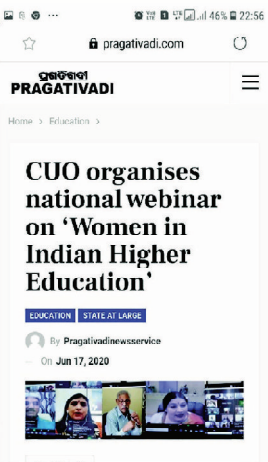 46% 22:56
pragativadi.com
ପ୍ରଗତିବାଦୀ
PRAGATIVADI
Home > Education >
CUO organises
national webinar
on ‘Women in
Indian Higher
Education‘
EDUCATION STATE AT LARGE
By Pragativadinewsservice
— On Jun 17, 2020